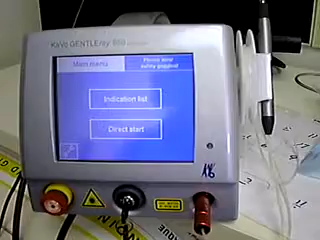 KaVo GENTLEray 980
Main menu
Please wear
safety goggles!
Indication list
Direct start